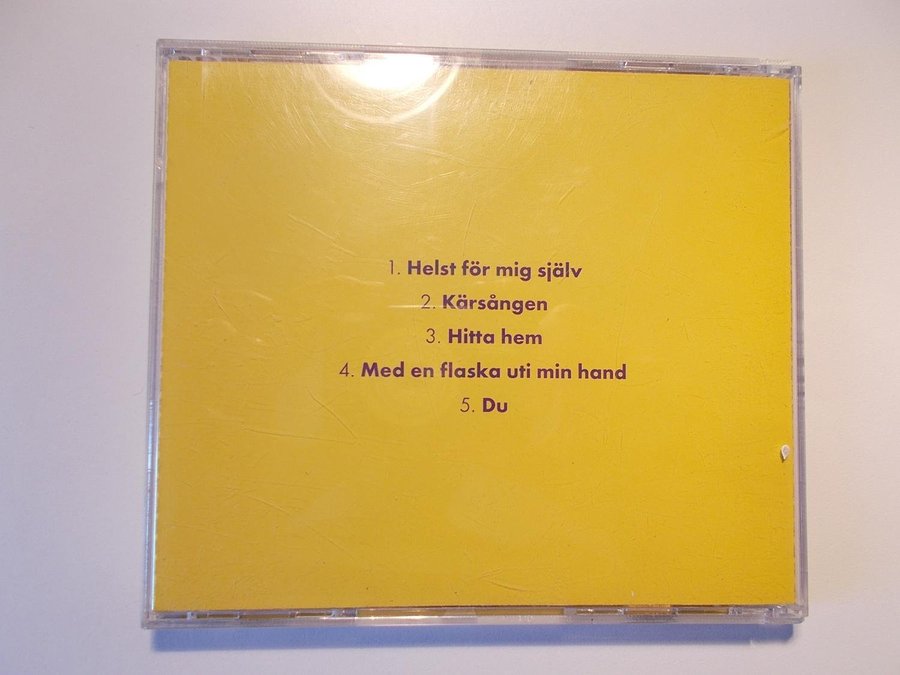 1. Helst för mig själv
2. Kärsången
3. Hitta hem
4. Med en flaska uti min hand
5. Du